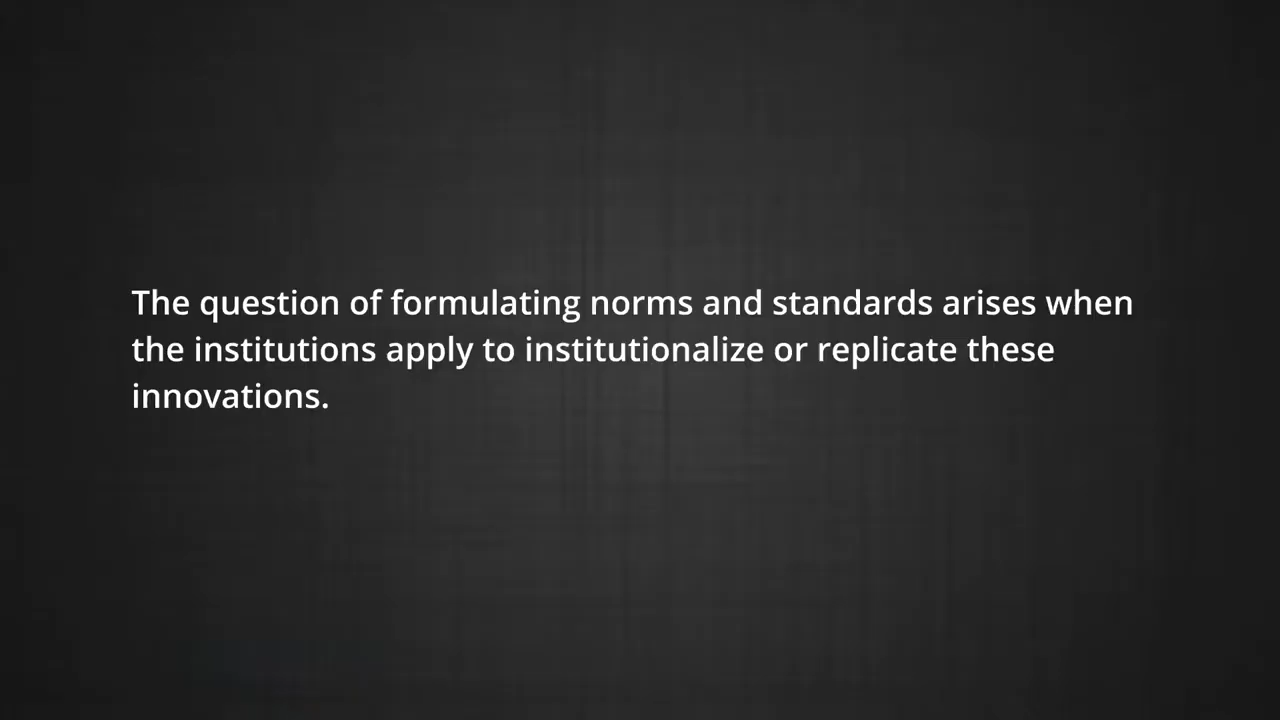 The question of formulating norms and standards arises when
the institutions apply to institutionalize or replicate these
innovations.